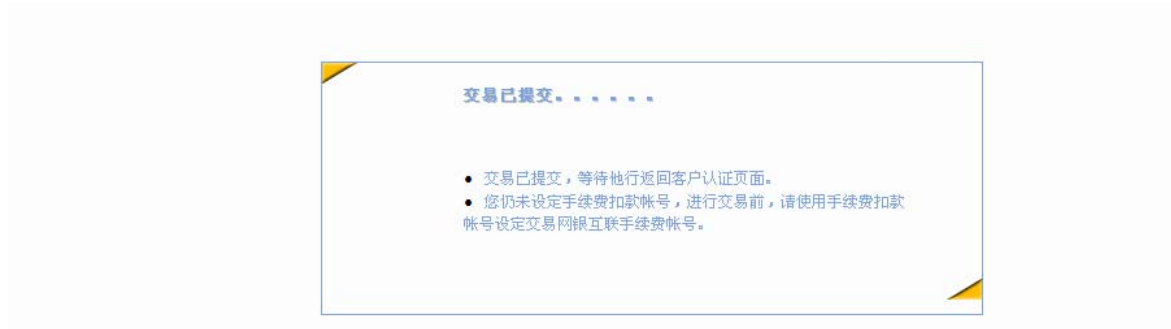 交易已提交。。。。。。
● 交易已提交，等待他行返回客户认证页面。
● 您仍未设定手续费扣款帐号，进行交易前，请使用手续费扣款
帐号设定交易网银互联手续费帐号。